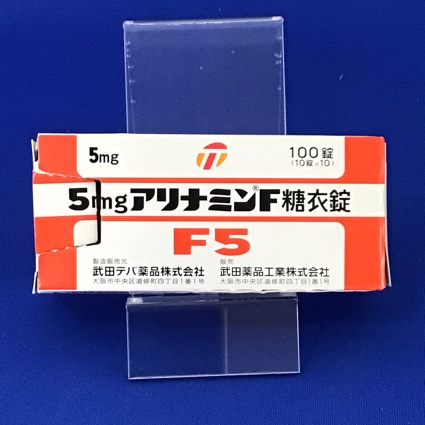 5mg
100錠
(10錠×10)
5mgアリナミン®F糖衣錠
F5
製造販売元
武田テバ薬品株式会社
大阪市中央区道修町四丁目1番1号
販売
武田薬品工業株式会社
大阪市中央区道修町四丁目1番1号